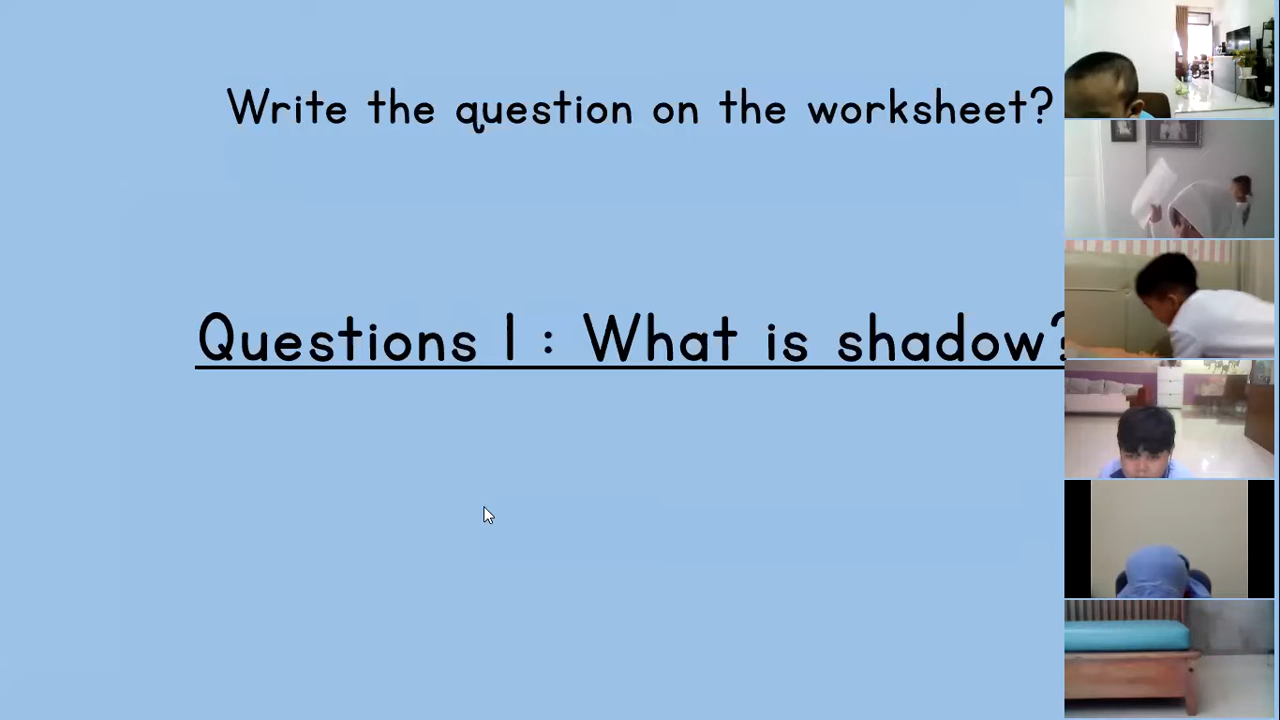 Write the question on the worksheet?
Questions 1 : What is shadow?